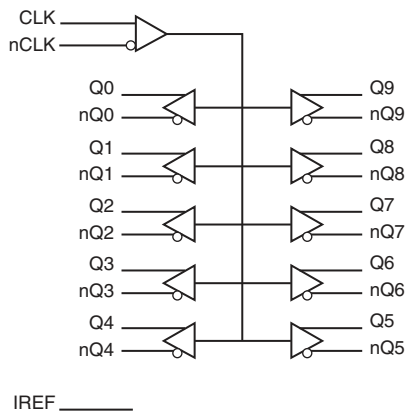 CLK
nCLK
Q0 Q9
nQ0 nQ9
Q1 Q8
nQ1 nQ8
Q2 Q7
nQ2 nQ7
Q3 Q6
nQ3 nQ6
Q4 Q5
nQ4 nQ5
IREF